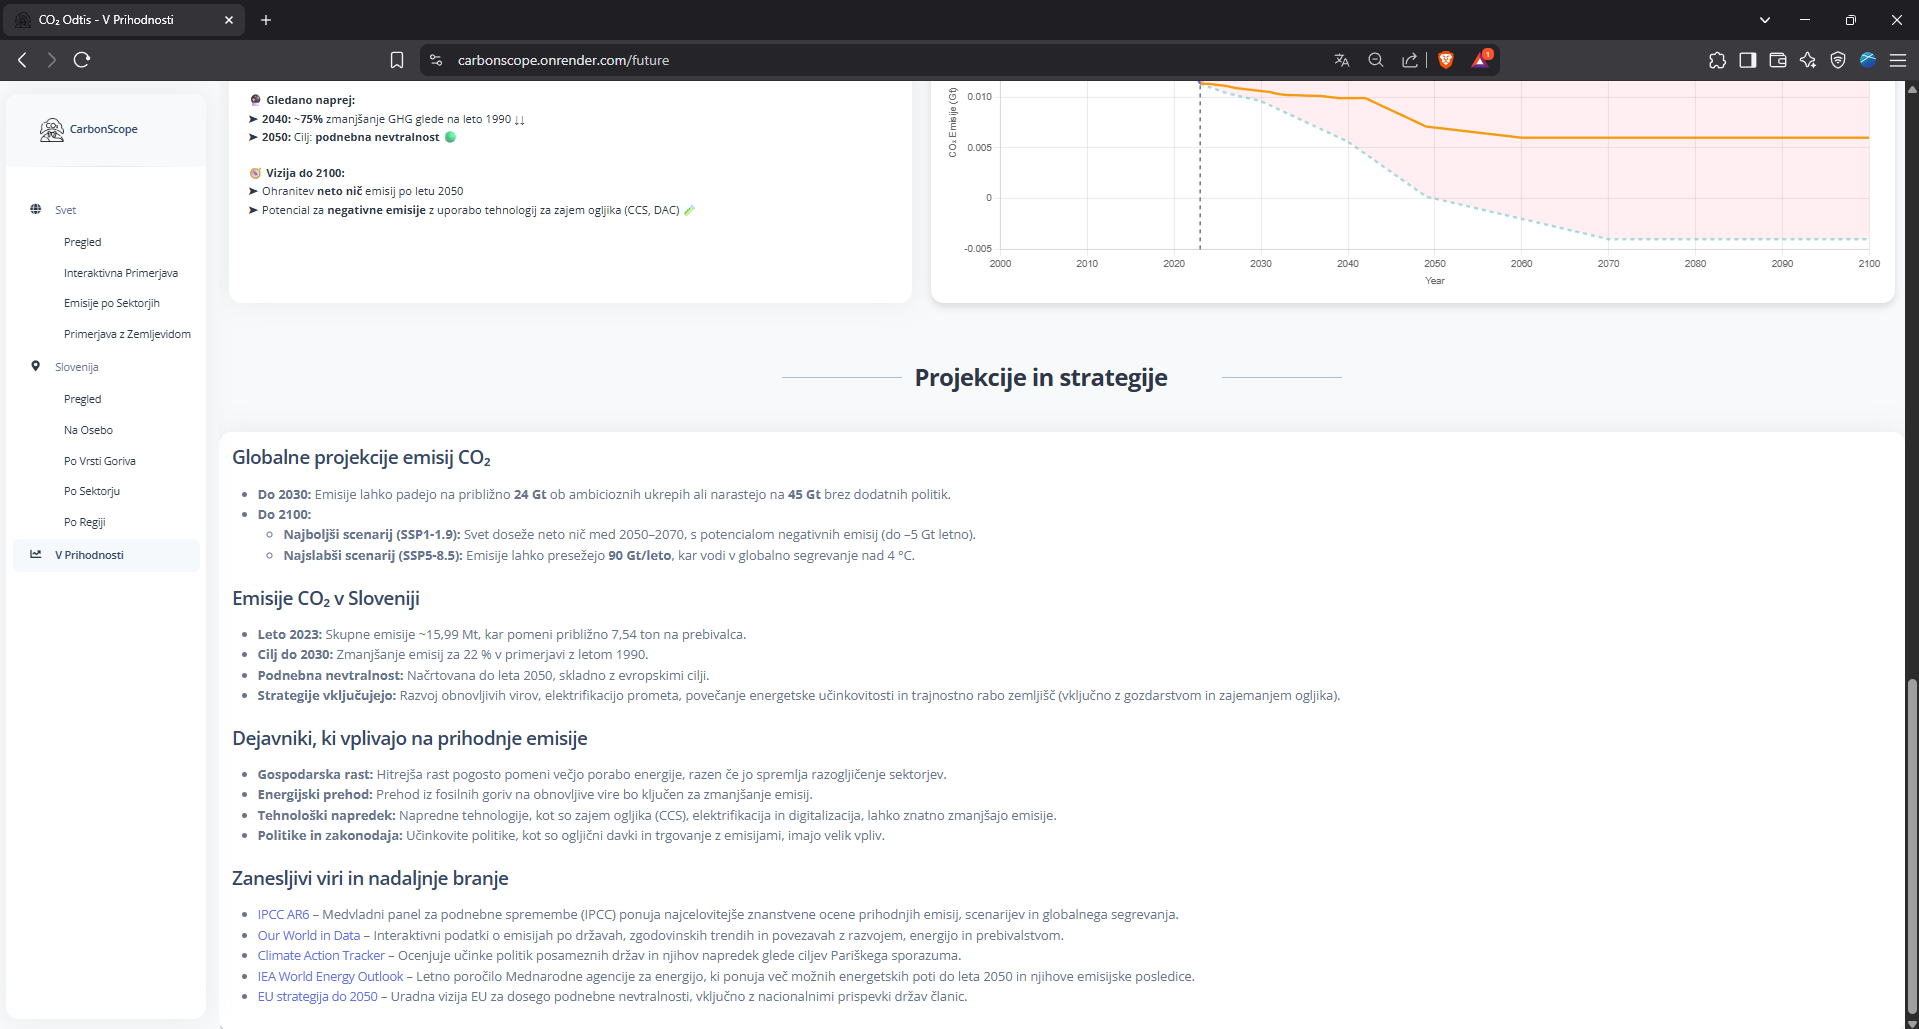 CO₂ Odtis - V Prihodnosti
carbonscope.onrender.com/future
1
CarbonScope
Svet
Pregled
Interaktivna Primerjava
Emisije po Sektorjih
Primerjava z Zemljevidom
Slovenija
Pregled
Na Osebo
Po Vrsti Goriva
Po Sektorju
Po Regiji
V Prihodnosti
Gledano naprej:
➤ 2040: ~75% zmanjšanje GHG glede na leto 1990 ↓↓
➤ 2050: Cilj: podnebna nevtralnost
Vizija do 2100:
➤ Ohranitev neto nič emisij po letu 2050
➤ Potencial za negativne emisije z uporabo tehnologij za zajem ogljika (CCS, DAC)
CO₂ Emisije (Gt)
0.010
0.005
0
-0.005
2000 2010 2020 2030 2040 2050 2060 2070 2080 2090 2100
Year
Projekcije in strategije
Globalne projekcije emisij CO₂
• Do 2030: Emisije lahko padejo na približno 24 Gt ob ambicioznih ukrepih ali narastejo na 45 Gt brez dodatnih politik.
• Do 2100:
◦ Najboljši scenarij (SSP1-1.9): Svet doseže neto nič med 2050–2070, s potencialom negativnih emisij (do –5 Gt letno).
◦ Najslabši scenarij (SSP5-8.5): Emisije lahko presežejo 90 Gt/leto, kar vodi v globalno segrevanje nad 4 °C.
Emisije CO₂ v Sloveniji
• Leto 2023: Skupne emisije ~15,99 Mt, kar pomeni približno 7,54 ton na prebivalca.
• Cilj do 2030: Zmanjšanje emisij za 22 % v primerjavi z letom 1990.
• Podnebna nevtralnost: Načrtovana do leta 2050, skladno z evropskimi cilji.
• Strategije vključujejo: Razvoj obnovljivih virov, elektrifikacijo prometa, povečanje energetske učinkovitosti in trajnostno rabo zemljišč (vključno z gozdarstvom in zajemanjem ogljika).
Dejavniki, ki vplivajo na prihodnje emisije
• Gospodarska rast: Hitrejša rast pogosto pomeni večjo porabo energije, razen če jo spremlja razogljičenje sektorjev.
• Energijski prehod: Prehod iz fosilnih goriv na obnovljive vire bo ključen za zmanjšanje emisij.
• Tehnološki napredek: Napredne tehnologije, kot so zajem ogljika (CCS), elektrifikacija in digitalizacija, lahko znatno zmanjšajo emisije.
• Politike in zakonodaja: Učinkovite politike, kot so ogljični davki in trgovanje z emisijami, imajo velik vpliv.
Zanesljivi viri in nadaljnje branje
• IPCC AR6 – Medvladni panel za podnebne spremembe (IPCC) ponuja najcelovitejše znanstvene ocene prihodnjih emisij, scenarijev in globalnega segrevanja.
• Our World in Data – Interaktivni podatki o emisijah po državah, zgodovinskih trendih in povezavah z razvojem, energijo in prebivalstvom.
• Climate Action Tracker – Ocenjuje učinke politik posameznih držav in njihov napredek glede ciljev Pariškega sporazuma.
• IEA World Energy Outlook – Letno poročilo Mednarodne agencije za energijo, ki ponuja več možnih energetskih poti do leta 2050 in njihove emisijske posledice.
• EU strategija do 2050 – Uradna vizija EU za dosego podnebne nevtralnosti, vključno z nacionalnimi prispevki držav članic.